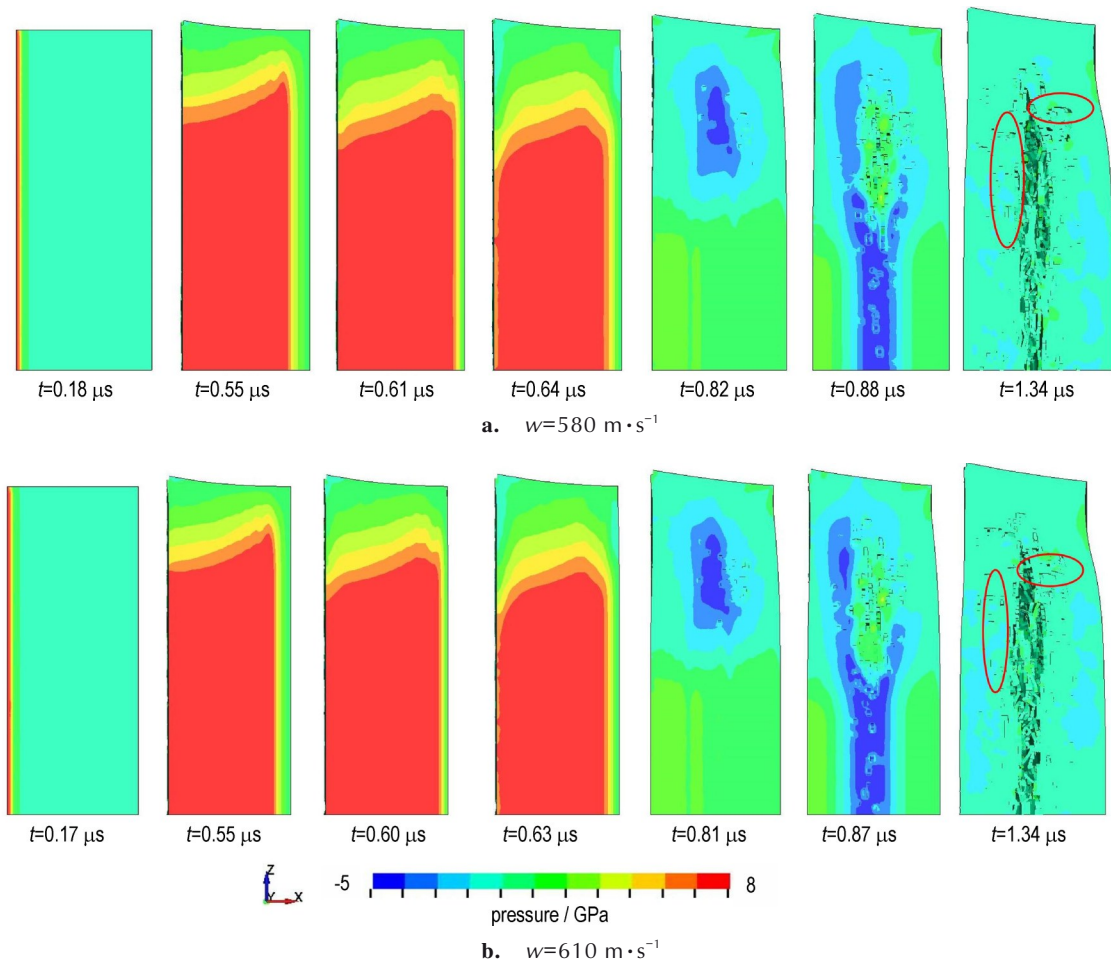 t=0.18 μs t=0.55 μs t=0.61 μs t=0.64 μs t=0.82 μs t=0.88 μs t=1.34 μs
a. w=580 m·s⁻¹
t=0.17 μs t=0.55 μs t=0.60 μs t=0.63 μs t=0.81 μs t=0.87 μs t=1.34 μs
Z
Y X
-5 8
pressure / GPa
b. w=610 m·s⁻¹